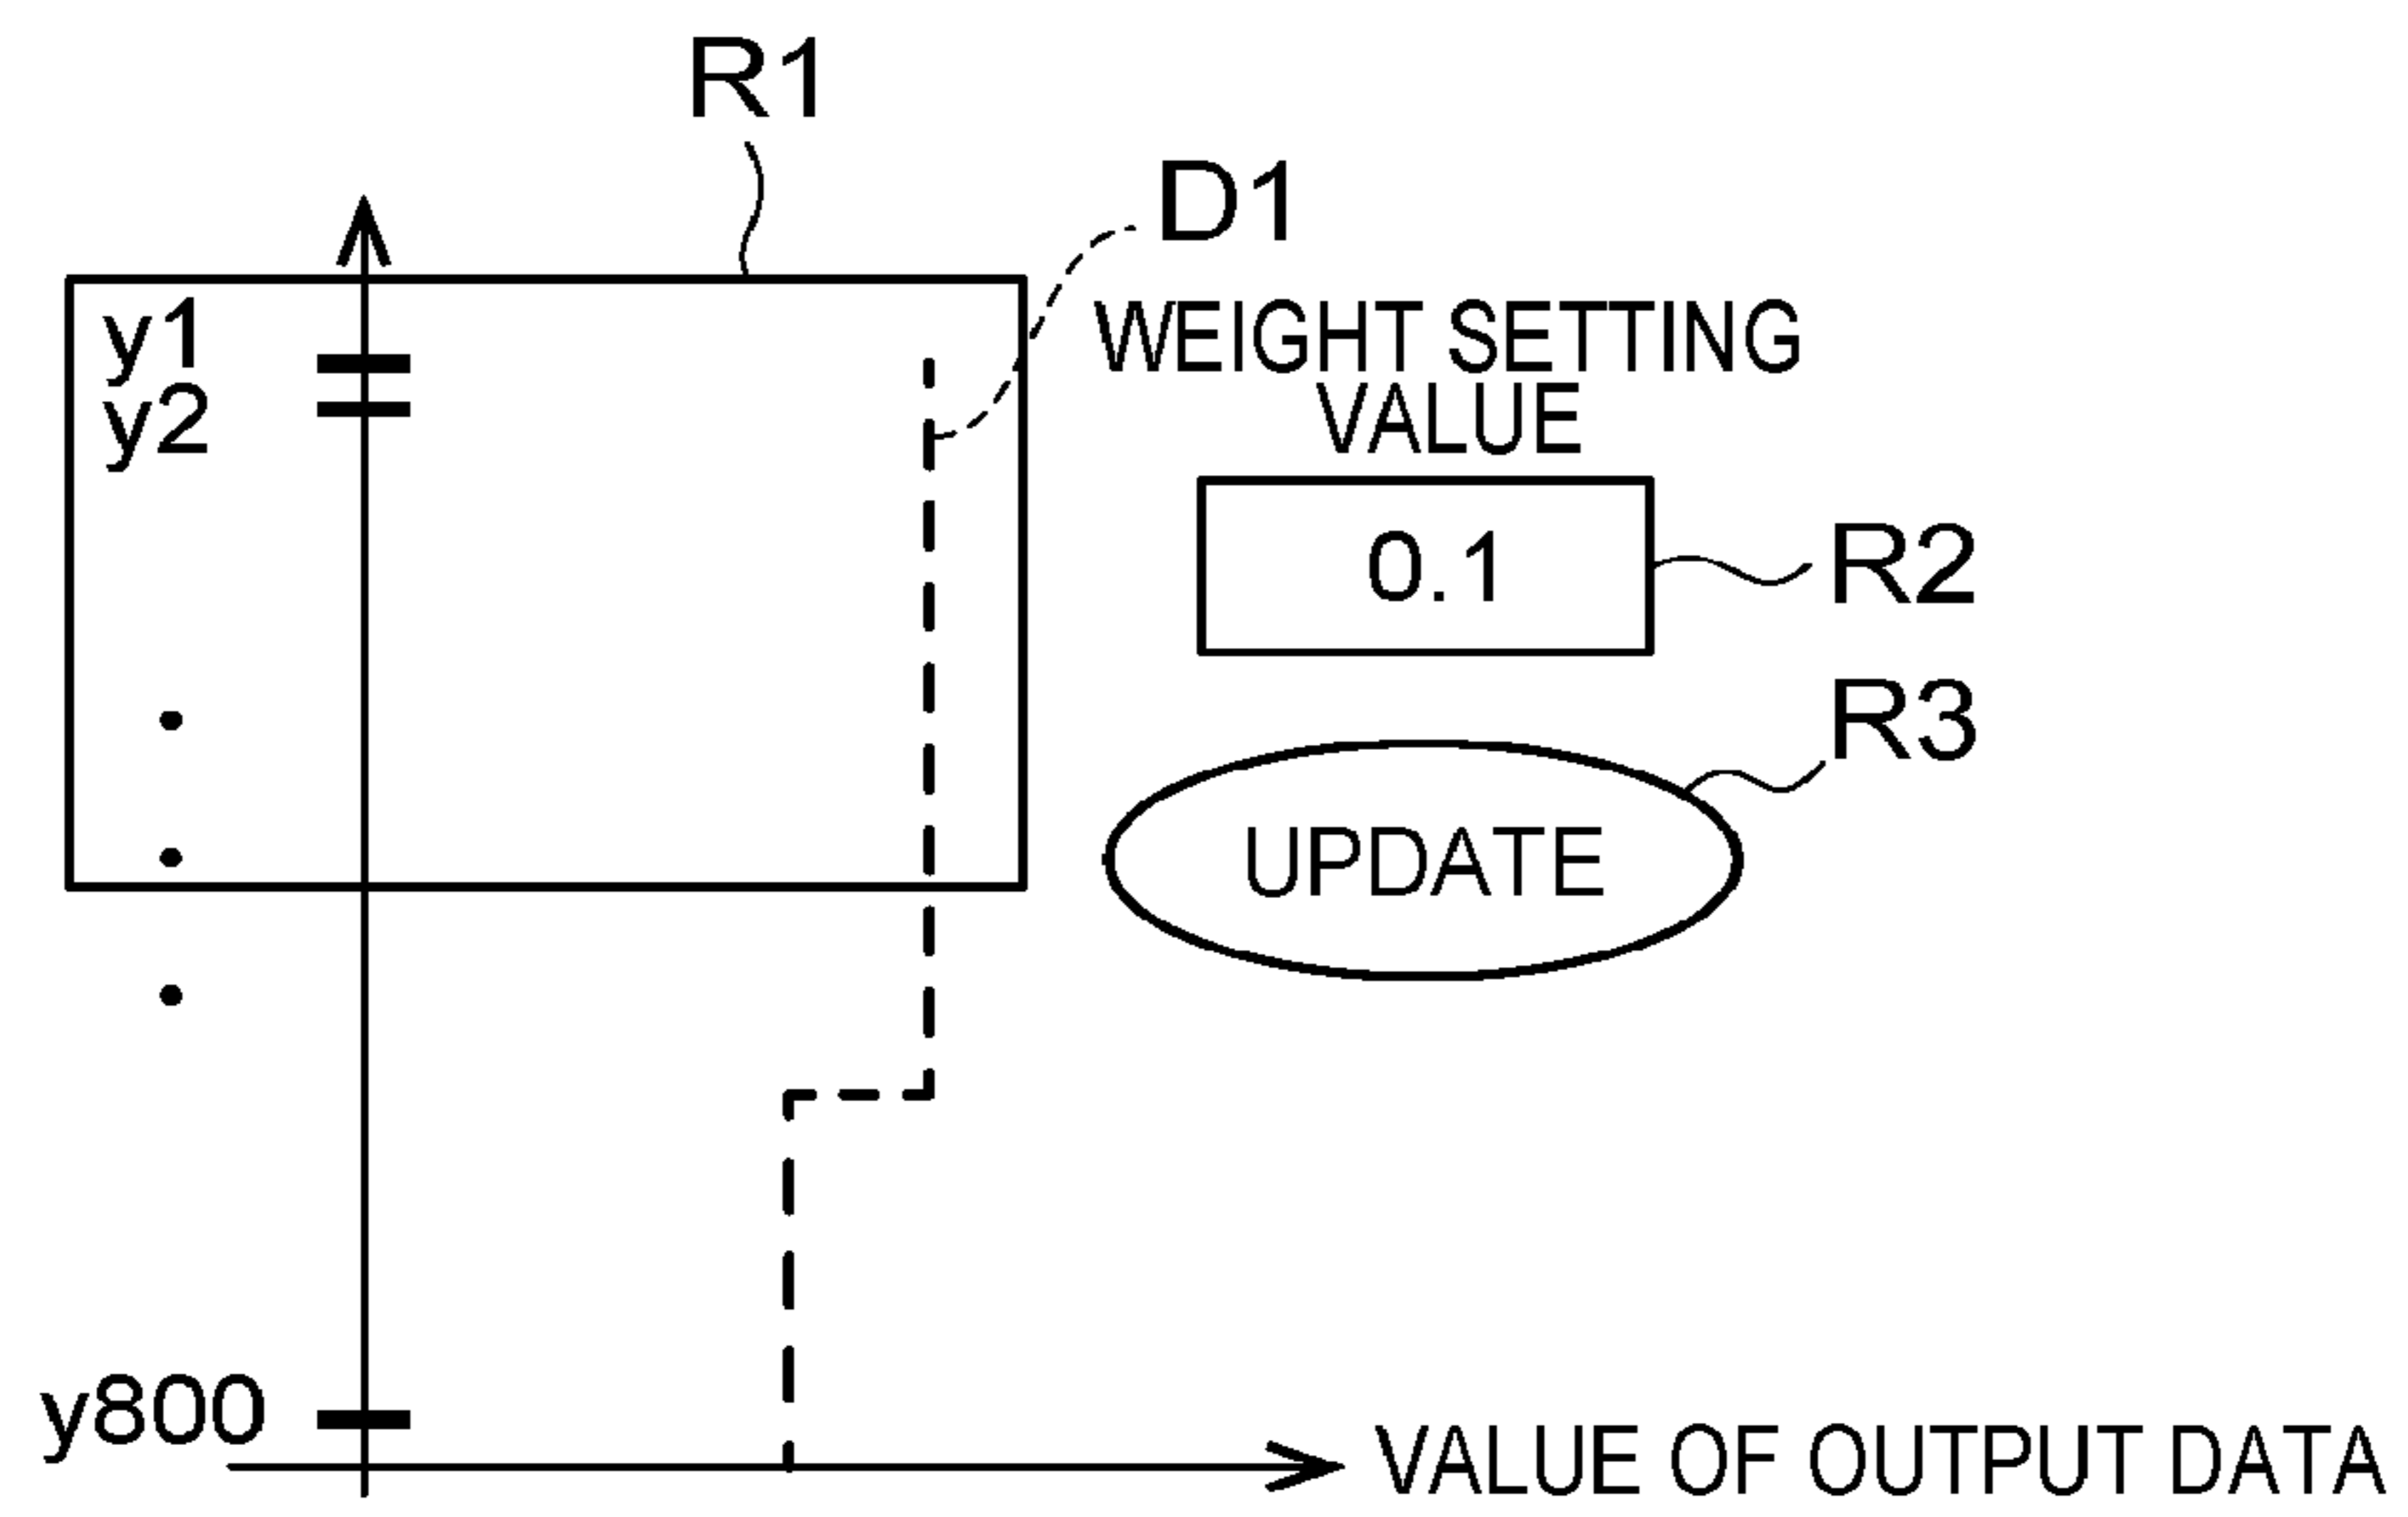 R1
D1
y1
y2
WEIGHT SETTING
VALUE
0.1
R2
R3
UPDATE
y800
VALUE OF OUTPUT DATA